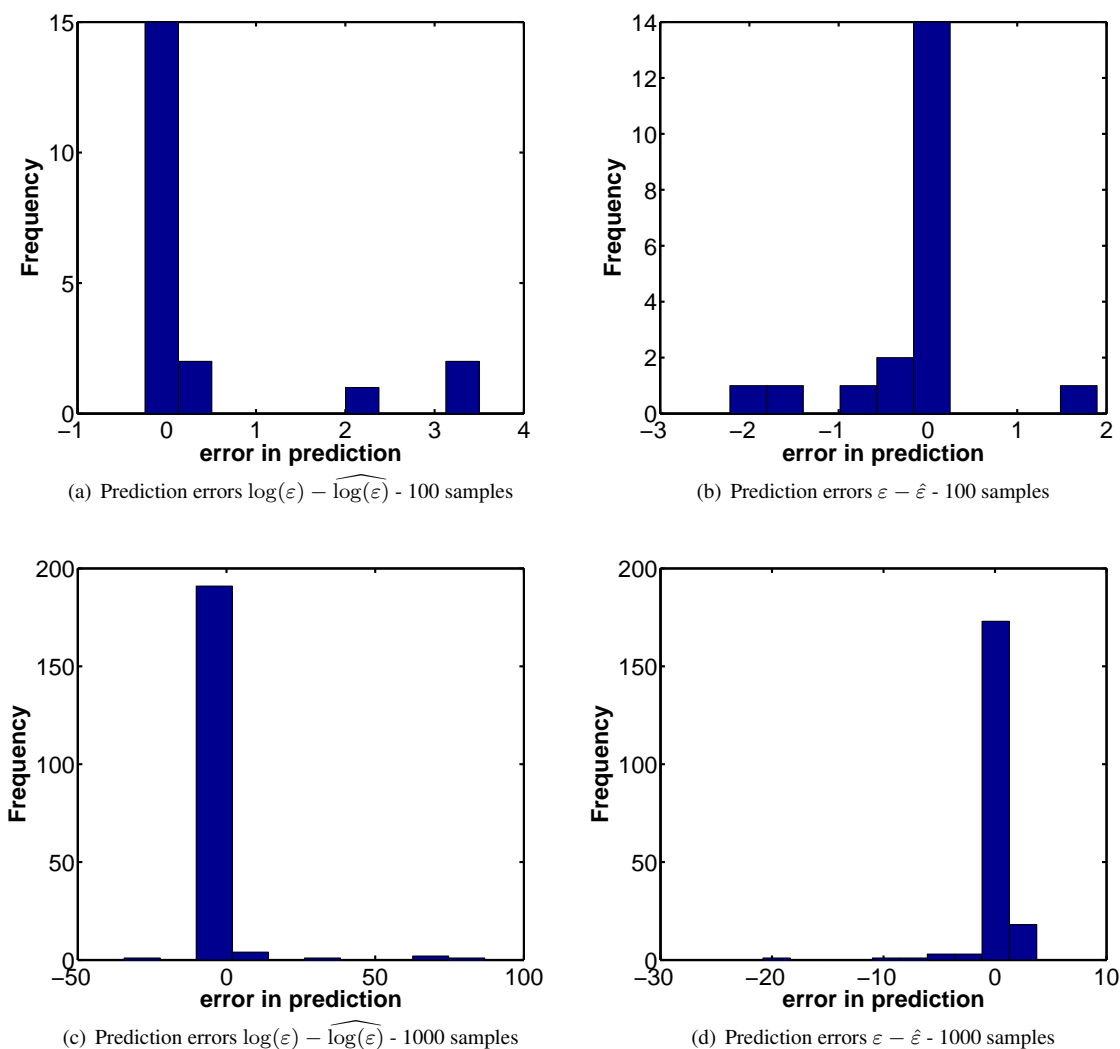 15
10
5
0
Frequency
−1 0 1 2 3 4
error in prediction
(a) Prediction errors log(ε) − \widehat{log(ε)} - 100 samples
14
12
10
8
6
4
2
0
Frequency
−3 −2 −1 0 1 2
error in prediction
(b) Prediction errors ε − ε̂ - 100 samples
200
150
100
50
0
Frequency
−50 0 50 100
error in prediction
(c) Prediction errors log(ε) − \widehat{log(ε)} - 1000 samples
200
150
100
50
0
Frequency
−30 −20 −10 0 10
error in prediction
(d) Prediction errors ε − ε̂ - 1000 samples